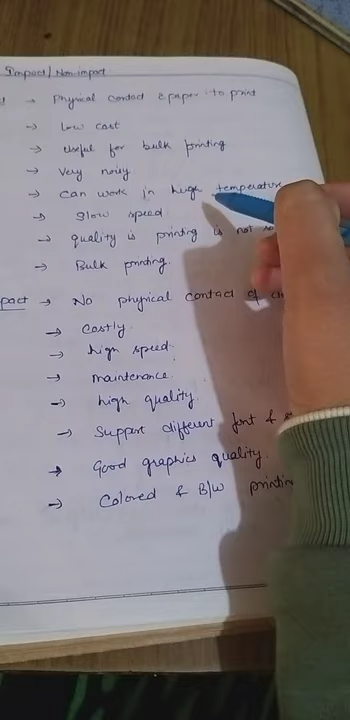 Impact/Non-impact
→ Physical contact & paper to print
→ Low cost
→ Useful for bulk printing
→ Very noisy
→ can work in high temperature
→ slow speed
→ quality is printing is not
→ Bulk printing.
pact → No physical contact of
→ Costly.
→ high speed.
→ maintenance.
→ high quality.
→ Support different font &
→ Good graphics quality.
→ Colored & B/W printin